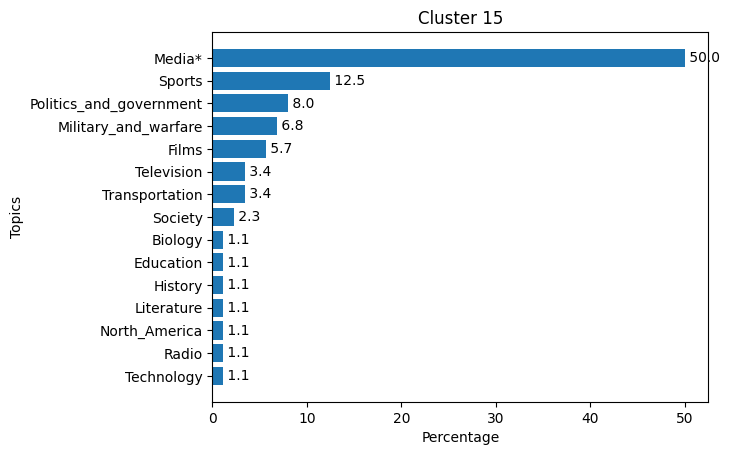 Cluster 15
Media* 50.0
Sports 12.5
Politics_and_government 8.0
Military_and_warfare 6.8
Films 5.7
Television 3.4
Transportation 3.4
Society 2.3
Biology 1.1
Education 1.1
History 1.1
Literature 1.1
North_America 1.1
Radio 1.1
Technology 1.1
Topics
0 10 20 30 40 50
Percentage